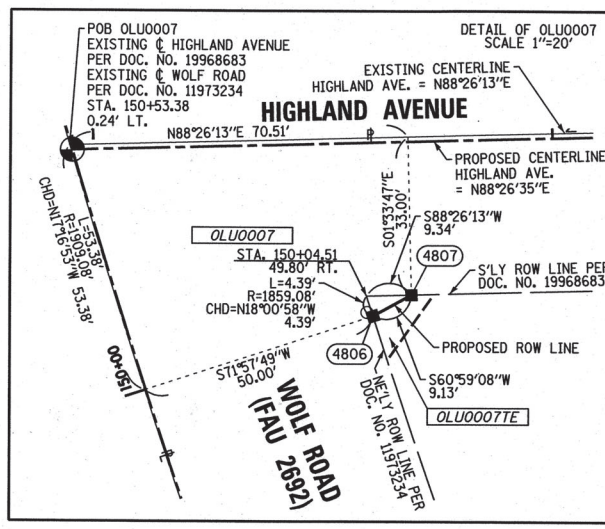 POB OLU0007
EXISTING ℄ HIGHLAND AVENUE
PER DOC. NO. 19968683
EXISTING ℄ WOLF ROAD
PER DOC. NO. 11973234
STA. 150+53.38
0.24' LT.
DETAIL OF OLU0007
SCALE 1"=20'
EXISTING CENTERLINE
HIGHLAND AVE. = N88°26'13"E
HIGHLAND AVENUE
N88°26'13"E 70.51'
PROPOSED CENTERLINE
HIGHLAND AVE.
= N88°26'35"E
L=53.38'
R=1909.08'
CHD=N17°16'53"W 53.38'
S01°33'47"E
33.00'
S88°26'13"W
9.34'
OLU0007
4807
STA. 150+04.51
49.80' RT.
L=4.39'
R=1859.08'
CHD=N18°00'58"W
4.39'
S'LY ROW LINE PER
DOC. NO. 19968683
4806
PROPOSED ROW LINE
S71°57'49"W
50.00'
150+00
S60°59'08"W
9.13'
OLU0007TE
WOLF ROAD
(FAU 2692)
NE'LY ROW LINE PER
DOC. NO. 11973234